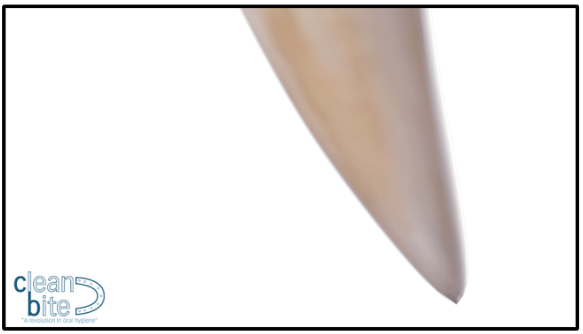 clean
bite
"A revolution in oral hygiene"